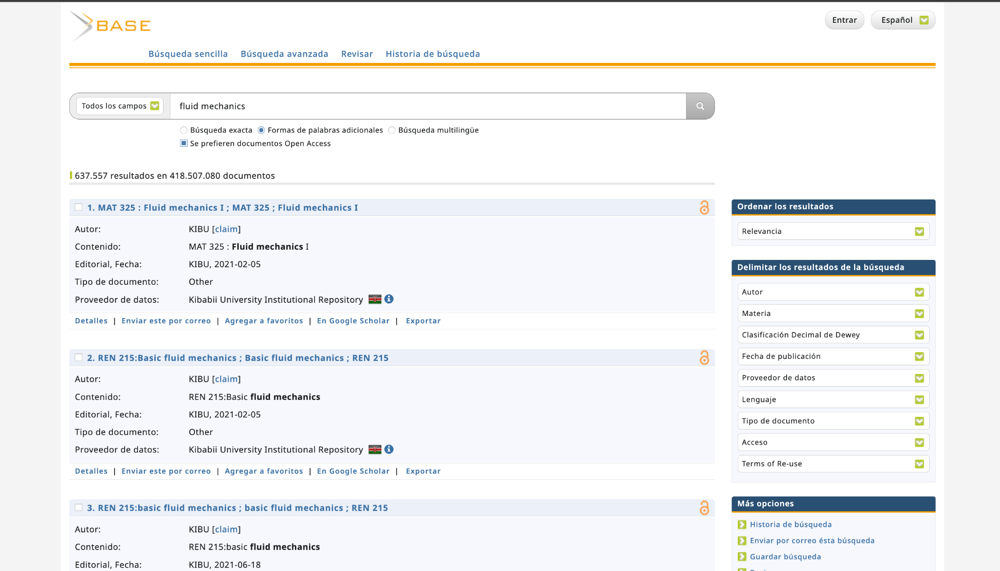 BASE
Entrar
Español
Búsqueda sencilla Búsqueda avanzada Revisar Historia de búsqueda
Todos los campos
fluid mechanics
Búsqueda exacta Formas de palabras adicionales Búsqueda multilingüe
Se prefieren documentos Open Access
637.557 resultados en 418.507.080 documentos
1. MAT 325 : Fluid mechanics I ; MAT 325 ; Fluid mechanics I
Autor: KIBU [claim]
Contenido: MAT 325 : Fluid mechanics I
Editorial, Fecha: KIBU, 2021-02-05
Tipo de documento: Other
Proveedor de datos: Kibabii University Institutional Repository
Detalles | Enviar este por correo | Agregar a favoritos | En Google Scholar | Exportar
2. REN 215:Basic fluid mechanics ; Basic fluid mechanics ; REN 215
Autor: KIBU [claim]
Contenido: REN 215:Basic fluid mechanics
Editorial, Fecha: KIBU, 2021-02-05
Tipo de documento: Other
Proveedor de datos: Kibabii University Institutional Repository
Detalles | Enviar este por correo | Agregar a favoritos | En Google Scholar | Exportar
3. REN 215:basic fluid mechanics ; basic fluid mechanics ; REN 215
Autor: KIBU [claim]
Contenido: REN 215:basic fluid mechanics
Editorial, Fecha: KIBU, 2021-06-18
Ordenar los resultados
Relevancia
Delimitar los resultados de la búsqueda
Autor
Materia
Clasificación Decimal de Dewey
Fecha de publicación
Proveedor de datos
Lenguaje
Tipo de documento
Acceso
Terms of Re-use
Más opciones
Historia de búsqueda
Enviar por correo ésta búsqueda
Guardar búsqueda